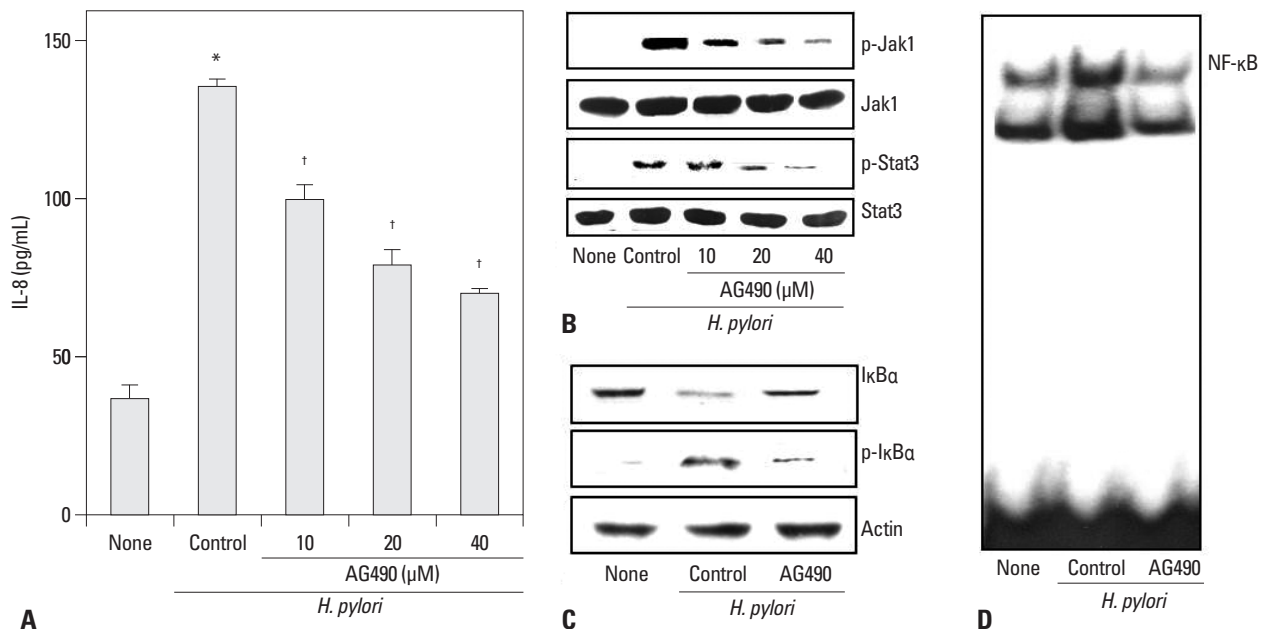 150
100
50
0
IL-8 (pg/mL)
*
†
†
†
None Control 10 20 40
AG490 (µM)
H. pylori
A
p-Jak1
Jak1
p-Stat3
Stat3
None Control 10 20 40
AG490 (µM)
H. pylori
B
IκBα
p-IκBα
Actin
None Control AG490
H. pylori
C
NF-κB
None Control AG490
H. pylori
D